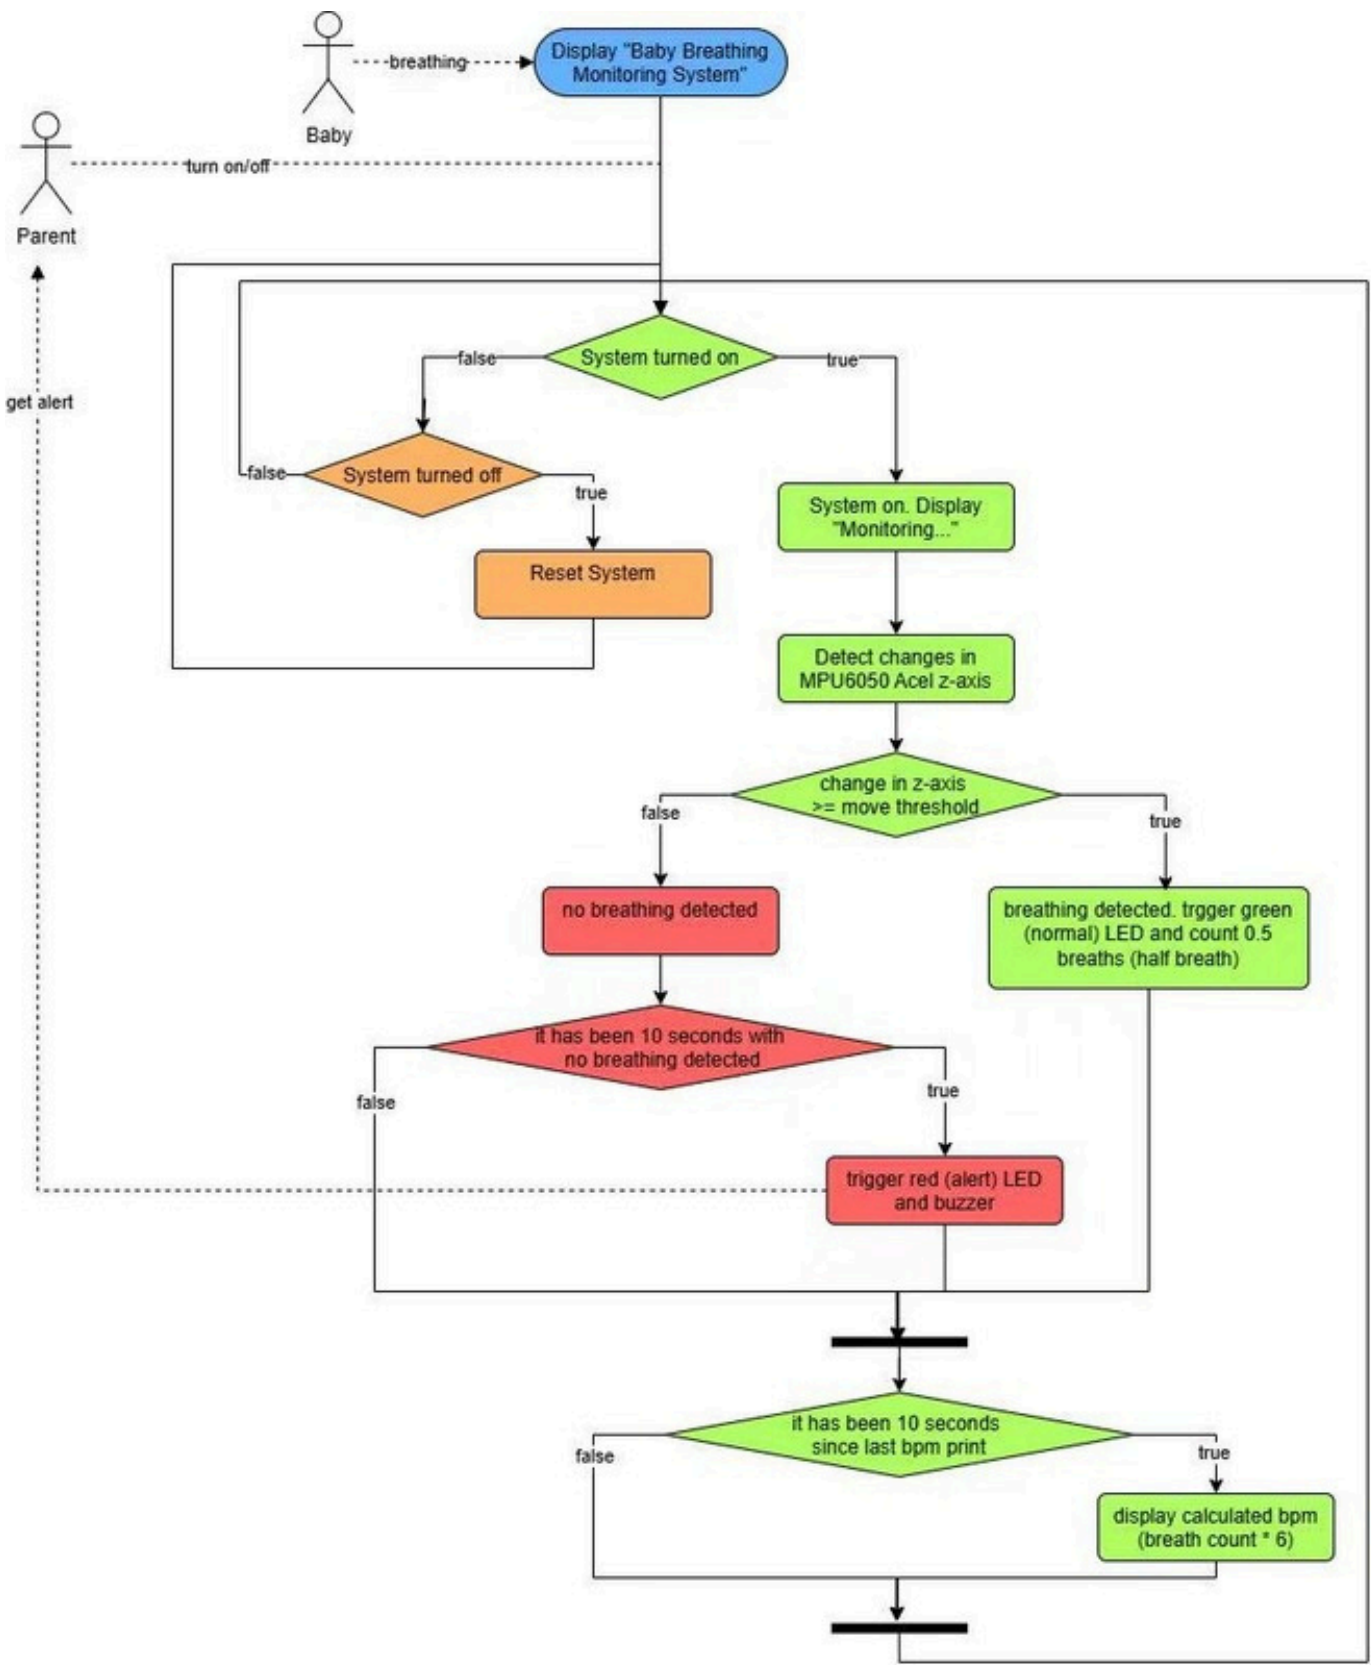 Display "Baby Breathing
Monitoring System"
breathing
Baby
turn on/off
Parent
get alert
System turned on
false
true
System turned off
false
true
Reset System
System on. Display
"Monitoring..."
Detect changes in
MPU6050 Acel z-axis
change in z-axis
>= move threshold
false
true
no breathing detected
breathing detected. trgger green
(normal) LED and count 0.5
breaths (half breath)
it has been 10 seconds with
no breathing detected
false
true
trigger red (alert) LED
and buzzer
it has been 10 seconds
since last bpm print
false
true
display calculated bpm
(breath count * 6)